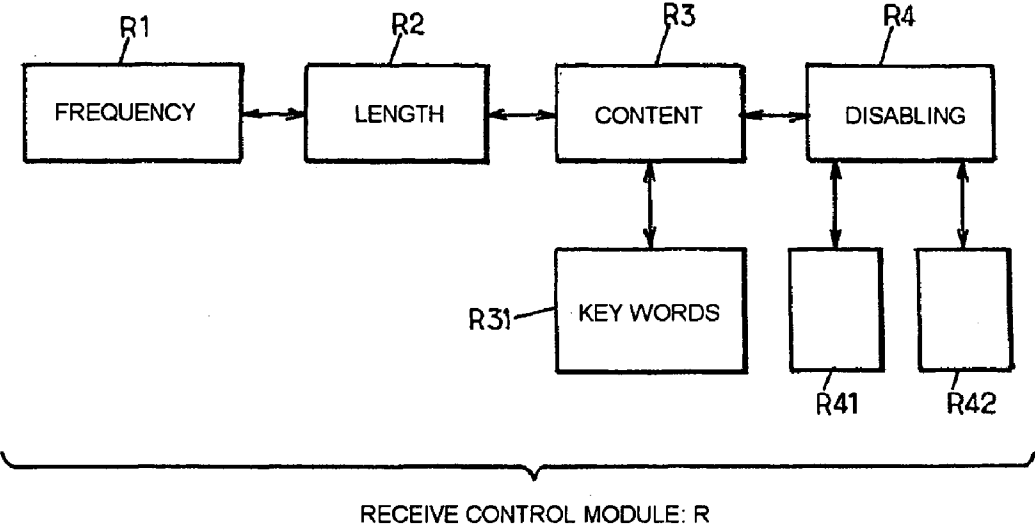 R1
R2
R3
R4
FREQUENCY
LENGTH
CONTENT
DISABLING
R31
KEY WORDS
R41
R42
RECEIVE CONTROL MODULE: R